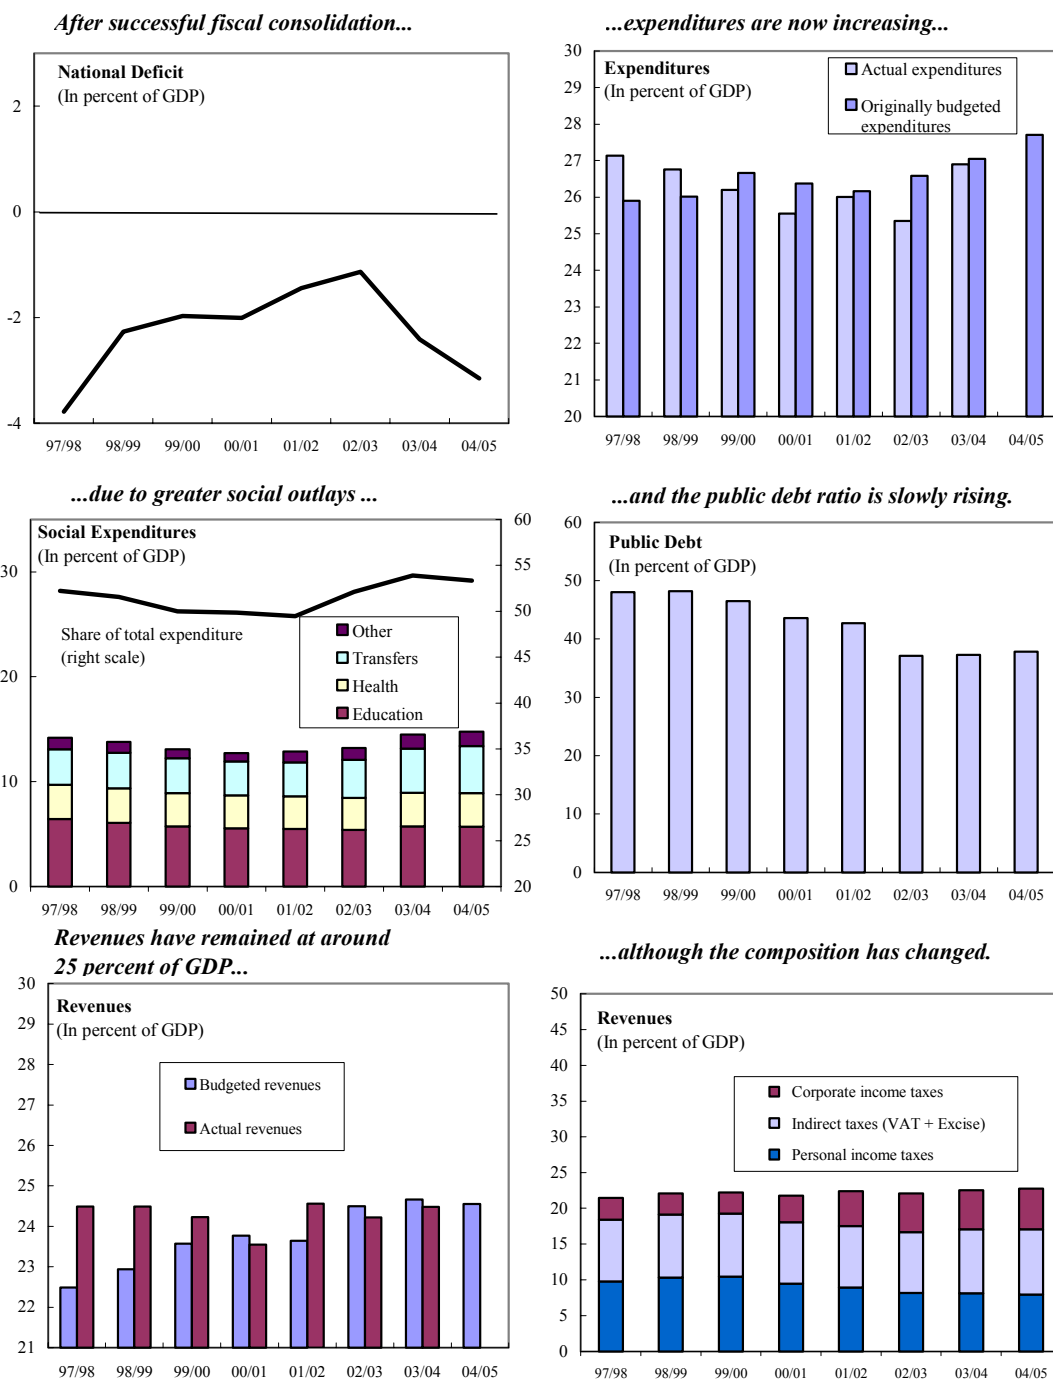 After successful fiscal consolidation...
National Deficit
(In percent of GDP)
2
0
-2
-4
97/98 98/99 99/00 00/01 01/02 02/03 03/04 04/05
...expenditures are now increasing...
Expenditures
(In percent of GDP)
Actual expenditures
Originally budgeted
expenditures
30
29
28
27
26
25
24
23
22
21
20
97/98 98/99 99/00 00/01 01/02 02/03 03/04 04/05
...due to greater social outlays ...
Social Expenditures
(In percent of GDP)
Share of total expenditure
(right scale)
Other
Transfers
Health
Education
30
20
10
0
60
55
50
45
40
35
30
25
20
97/98 98/99 99/00 00/01 01/02 02/03 03/04 04/05
...and the public debt ratio is slowly rising.
Public Debt
(In percent of GDP)
60
50
40
30
20
10
0
97/98 98/99 99/00 00/01 01/02 02/03 03/04 04/05
Revenues have remained at around
25 percent of GDP...
Revenues
(In percent of GDP)
Budgeted revenues
Actual revenues
30
29
28
27
26
25
24
23
22
21
97/98 98/99 99/00 00/01 01/02 02/03 03/04 04/05
...although the composition has changed.
Revenues
(In percent of GDP)
Corporate income taxes
Indirect taxes (VAT + Excise)
Personal income taxes
50
45
40
35
30
25
20
15
10
5
0
97/98 98/99 99/00 00/01 01/02 02/03 03/04 04/05